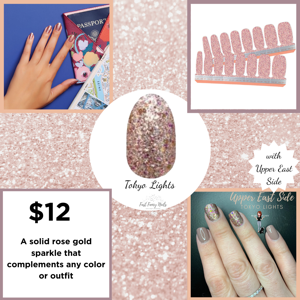 PASSPORT
Tokyo Lights
with
Upper East
Side
$12
A solid rose gold
sparkle that
complements any color
or outfit
Upper East Side
TOKYO LIGHTS